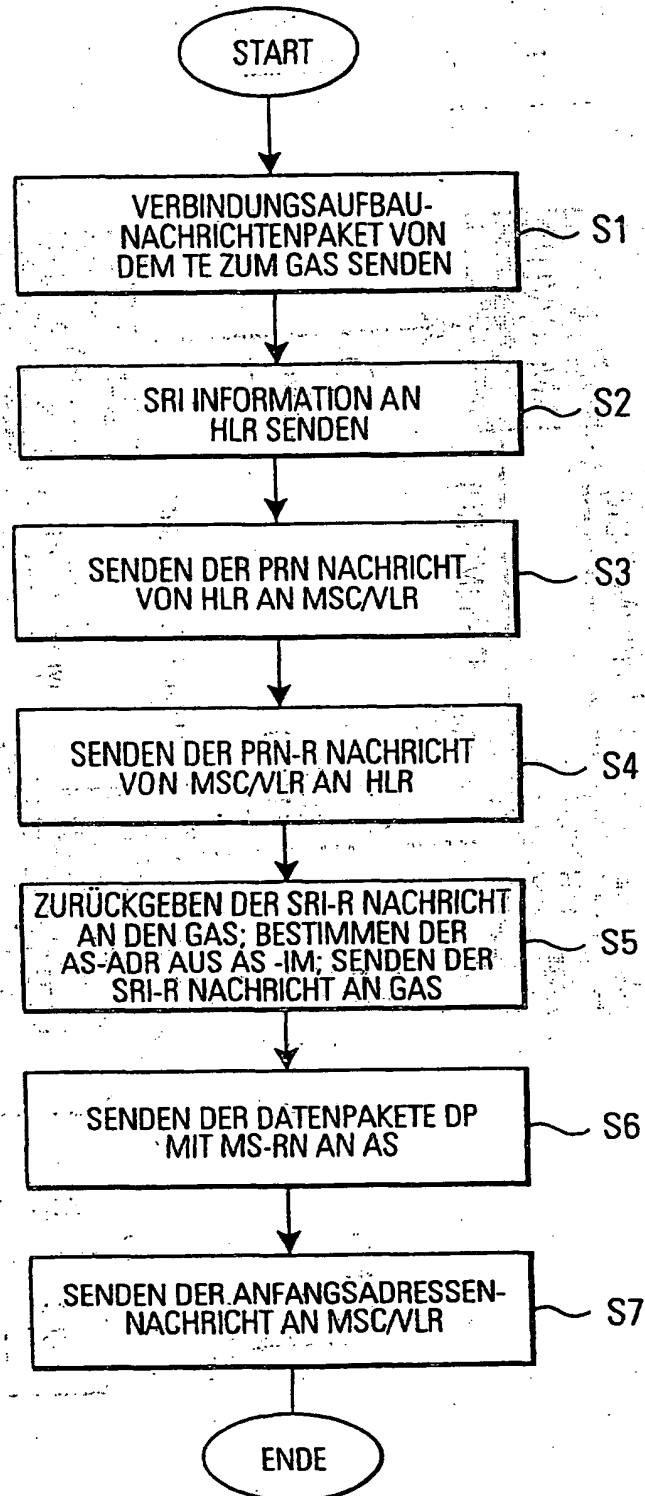 START
VERBINDUNGSAUFBAU-
NACHRICHTENPAKET VON
DEM TE ZUM GAS SENDEN
S1
SRI INFORMATION AN
HLR SENDEN
S2
SENDEN DER PRN NACHRICHT
VON HLR AN MSC/VLR
S3
SENDEN DER PRN-R NACHRICHT
VON MSC/VLR AN HLR
S4
ZURÜCKGEBEN DER SRI-R NACHRICHT
AN DEN GAS; BESTIMMEN DER
AS-ADR AUS AS-IM; SENDEN DER
SRI-R NACHRICHT AN GAS
S5
SENDEN DER DATENPAKETE DP
MIT MS-RN AN AS
S6
SENDEN DER ANFANGSADRESSEN-
NACHRICHT AN MSC/VLR
S7
ENDE